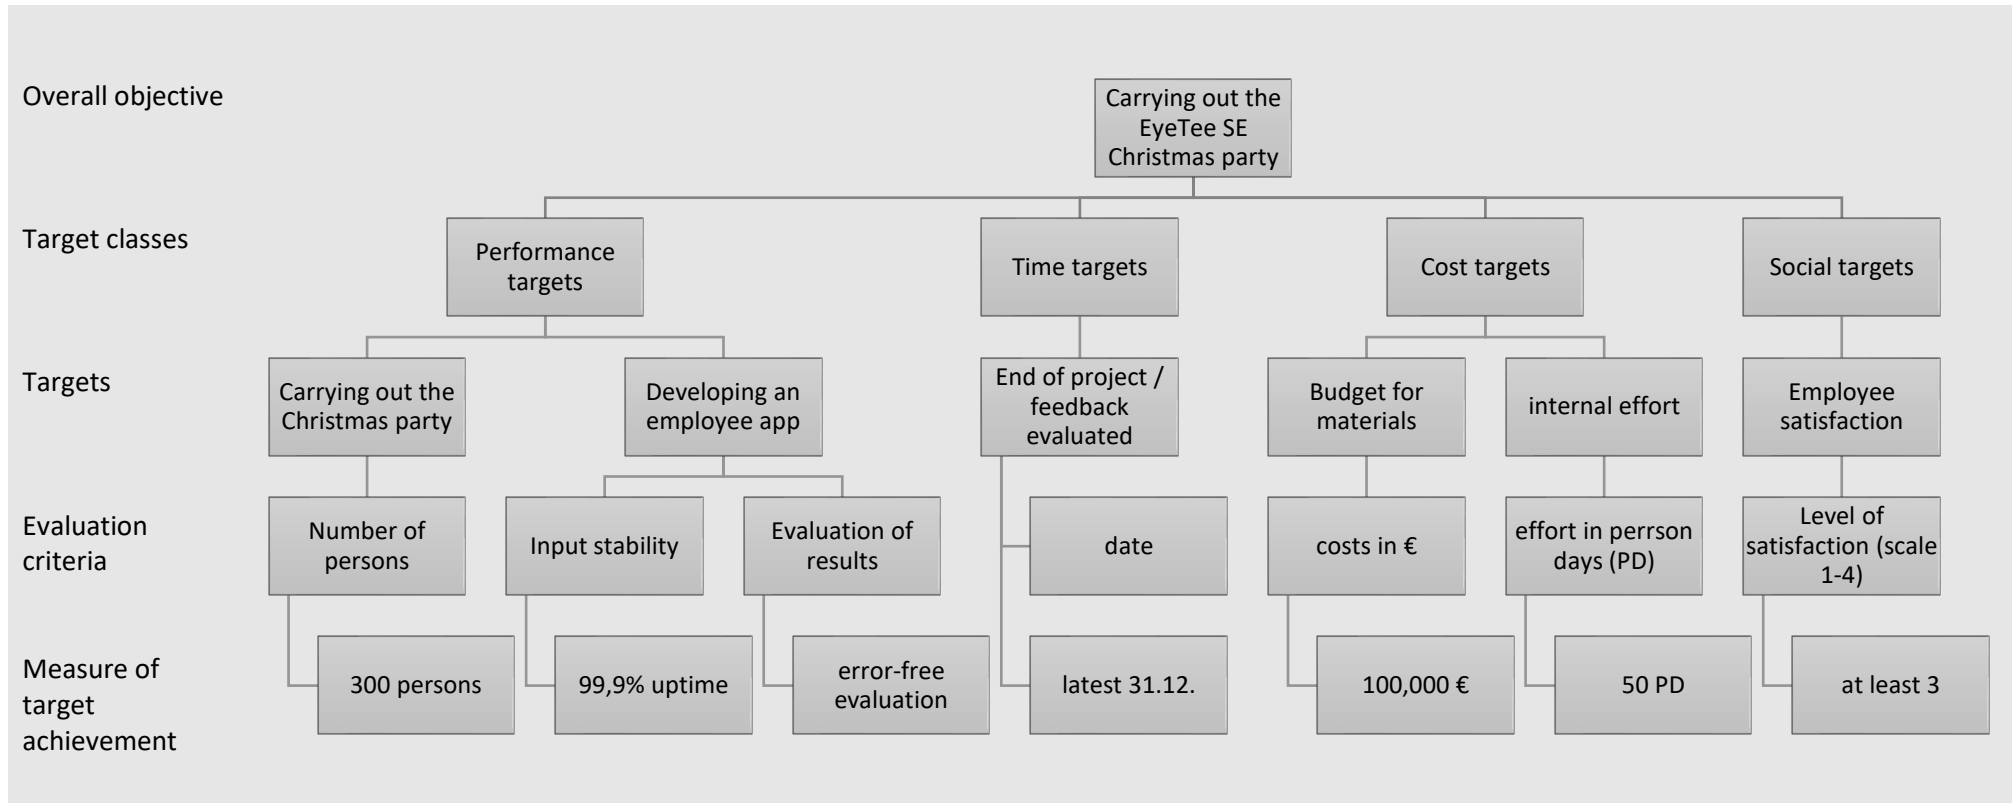 Overall objective
Carrying out the
EyeTee SE
Christmas party
Target classes
Performance
targets
Time targets
Cost targets
Social targets
Targets
Carrying out the
Christmas party
Developing an
employee app
End of project /
feedback
evaluated
Budget for
materials
internal effort
Employee
satisfaction
Evaluation
criteria
Number of
persons
Input stability
Evaluation of
results
date
costs in €
effort in perrson
days (PD)
Level of
satisfaction (scale
1-4)
Measure of
target
achievement
300 persons
99,9% uptime
error-free
evaluation
latest 31.12.
100,000 €
50 PD
at least 3